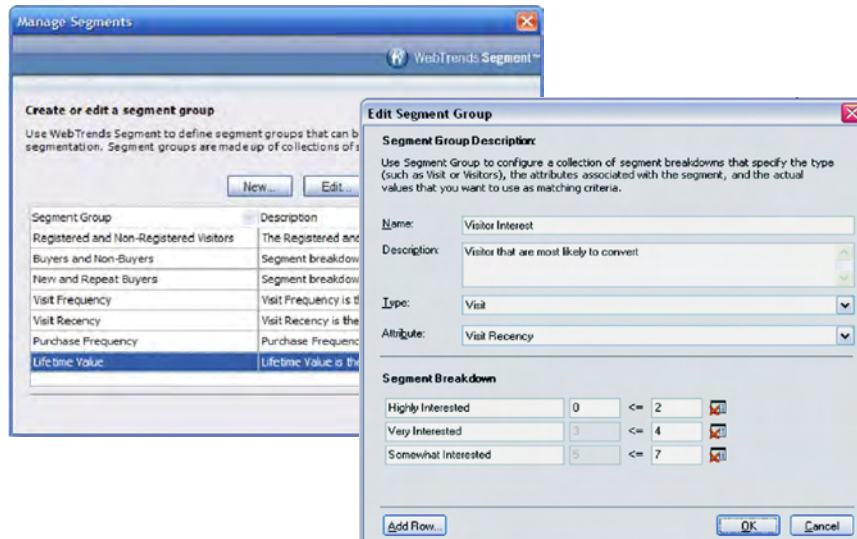 Manage Segments
WebTrends Segment™
Create or edit a segment group
Use WebTrends Segment to define segment groups that can b
segmentation. Segment groups are made up of collections of
New... Edit...
Segment Group Description
Registered and Non-Registered Visitors The Registered and
Buyers and Non-Buyers Segment breakdow
New and Repeat Buyers Segment breakdow
Visit Frequency Visit Frequency is t
Visit Recency Visit Recency is the
Purchase Frequency Purchase Frequenc
Lifetime Value Lifetime Value is the
Edit Segment Group
Segment Group Description:
Use Segment Group to configure a collection of segment breakdowns that specify the type
(such as Visit or Visitors), the attributes associated with the segment, and the actual
values that you want to use as matching criteria.
Name: Visitor Interest
Description: Visitor that are most likely to convert
Type: Visit
Attribute: Visit Recency
Segment Breakdown
Highly Interested 0 <= 2
Very Interested 3 <= 4
Somewhat Interested 5 <= 7
Add Row... OK Cancel